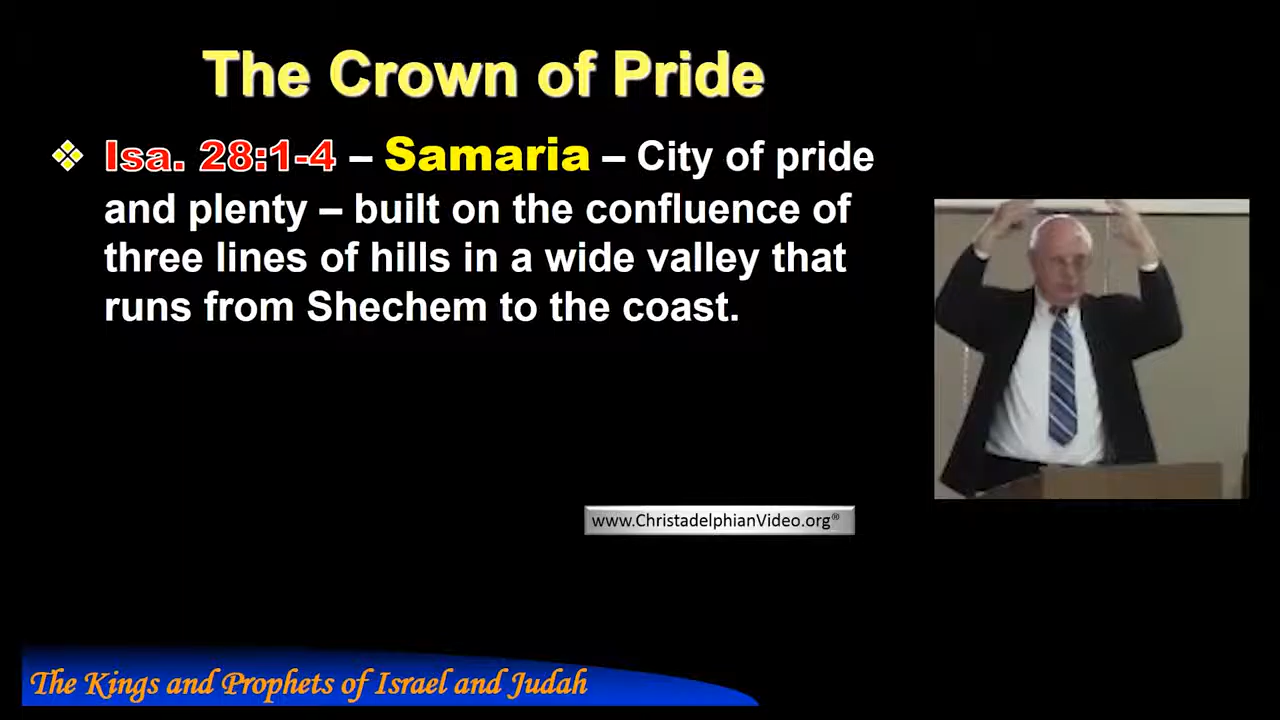 The Crown of Pride
❖ Isa. 28:1-4 – Samaria – City of pride
and plenty – built on the confluence of
three lines of hills in a wide valley that
runs from Shechem to the coast.
www.ChristadelphianVideo.org®
The Kings and Prophets of Israel and Judah